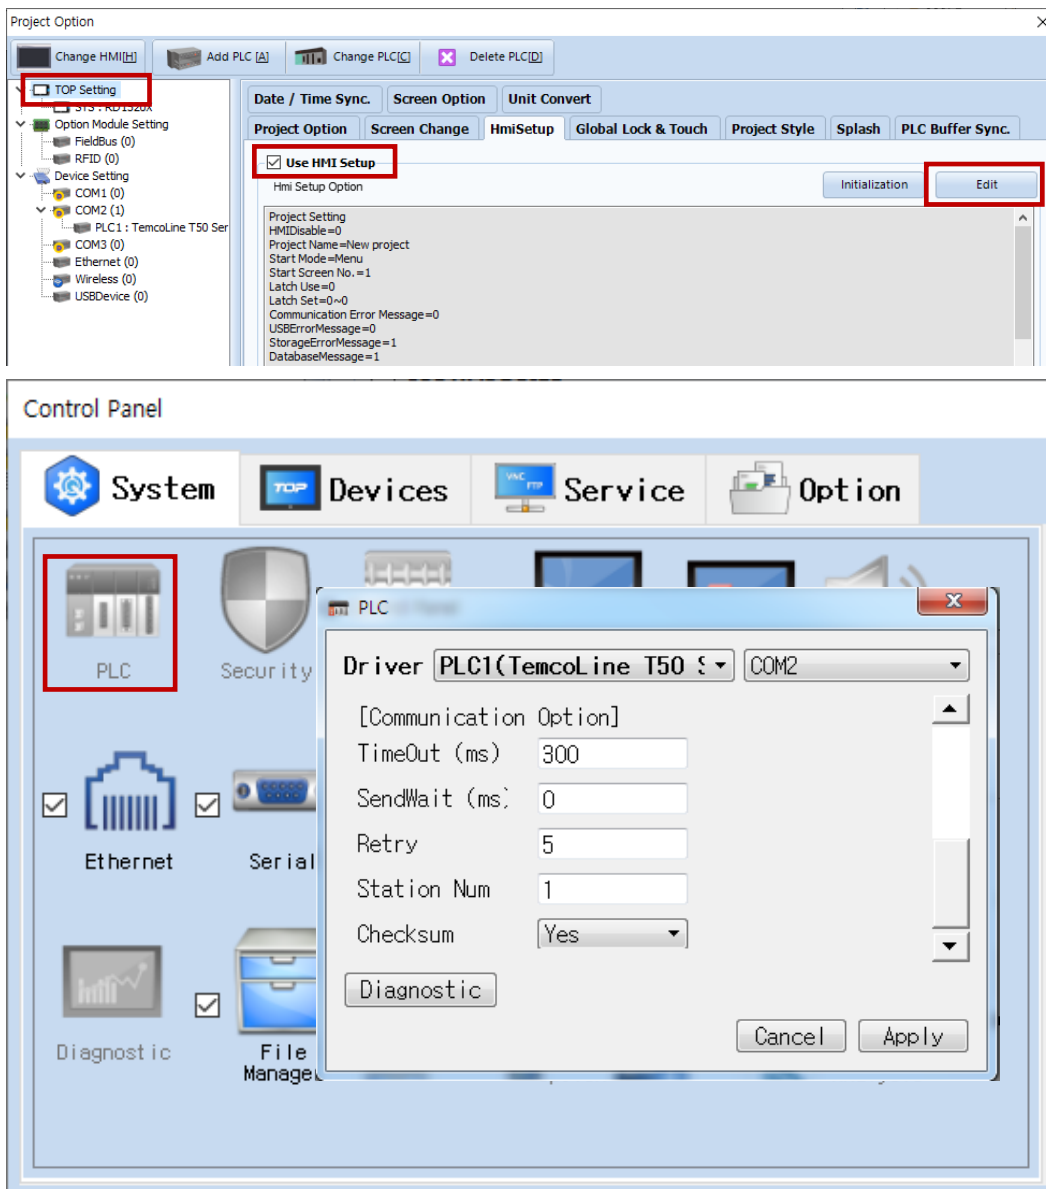 Project Option
Change HMI[H]
Add PLC [A]
Change PLC[C]
Delete PLC[D]
TOP Setting
SYS : RD1520X
Option Module Setting
FieldBus (0)
RFID (0)
Device Setting
COM1 (0)
COM2 (1)
PLC1 : TemcoLine T50 Ser
COM3 (0)
Ethernet (0)
Wireless (0)
USBDevice (0)
Date / Time Sync. Screen Option Unit Convert
Project Option Screen Change HmiSetup Global Lock & Touch Project Style Splash PLC Buffer Sync.
Use HMI Setup
Hmi Setup Option
Initialization
Edit
Project Setting
HMIDisable=0
Project Name=New project
Start Mode=Menu
Start Screen No.=1
Latch Use=0
Latch Set=0~0
Communication Error Message=0
USBErrorMessage=0
StorageErrorMessage=1
DatabaseMessage=1
Control Panel
System
TOP
Devices
VNC
FTP
Service
Option
PLC
Security
Ethernet
Serial
Diagnostic
File
Manage
PLC
Driver PLC1(TemcoLine T50 S COM2
[Communication Option]
TimeOut (ms) 300
SendWait (ms) 0
Retry 5
Station Num 1
Checksum Yes
Diagnostic
Cancel Apply